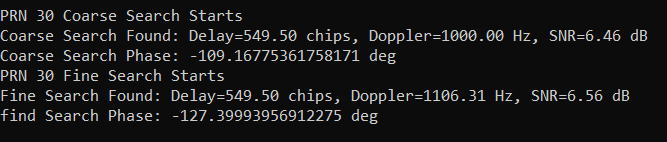 PRN 30 Coarse Search Starts
Coarse Search Found: Delay=549.50 chips, Doppler=1000.00 Hz, SNR=6.46 dB
Coarse Search Phase: -109.16775361758171 deg
PRN 30 Fine Search Starts
Fine Search Found: Delay=549.50 chips, Doppler=1106.31 Hz, SNR=6.56 dB
find Search Phase: -127.39993956912275 deg